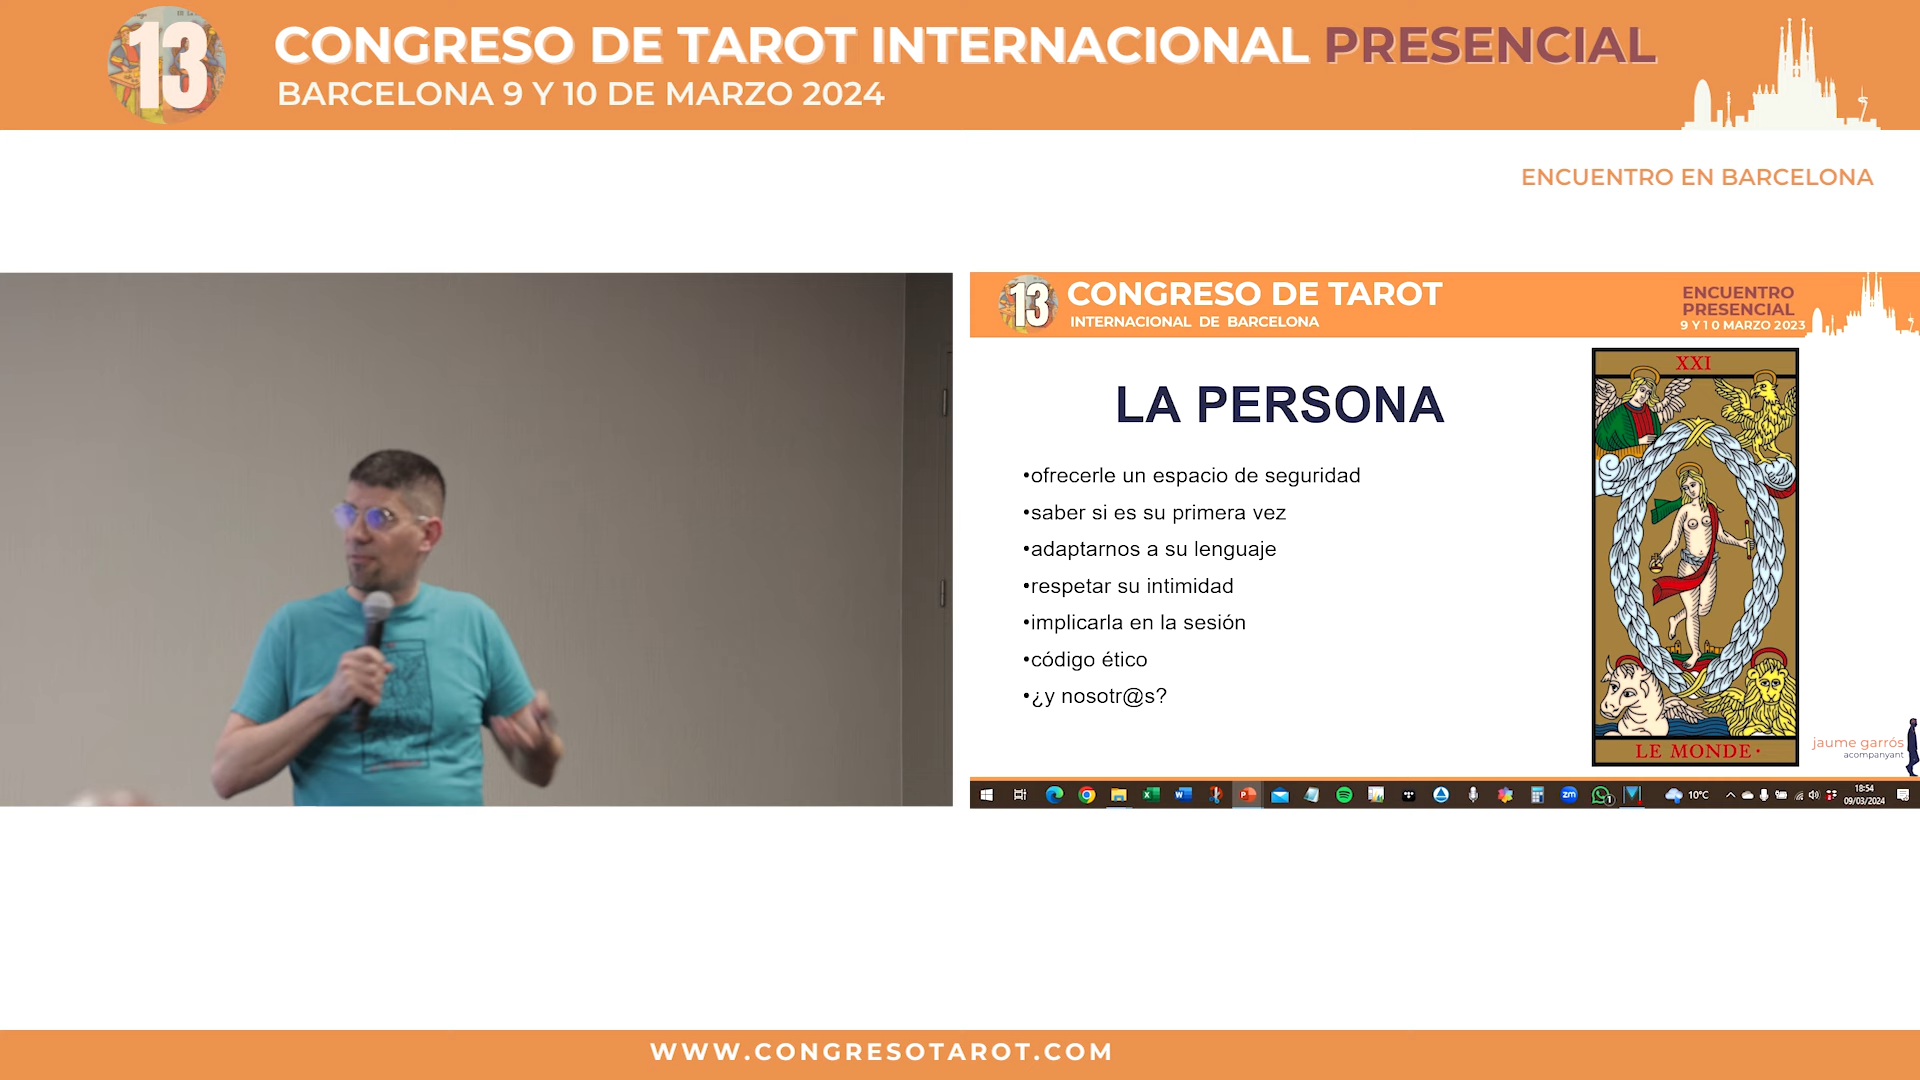 13
CONGRESO DE TAROT INTERNACIONAL PRESENCIAL
BARCELONA 9 Y 10 DE MARZO 2024
ENCUENTRO EN BARCELONA
13
CONGRESO DE TAROT
INTERNACIONAL DE BARCELONA
ENCUENTRO
PRESENCIAL
9 Y 10 MARZO 2023
LA PERSONA
•ofrecerle un espacio de seguridad
•saber si es su primera vez
•adaptarnos a su lenguaje
•respetar su intimidad
•implicarla en la sesión
•código ético
•¿y nosotr@s?
XXI
LE MONDE·
jaume garrós
acompanyant
10°C
18:54
09/03/2024
WWW.CONGRESOTAROT.COM